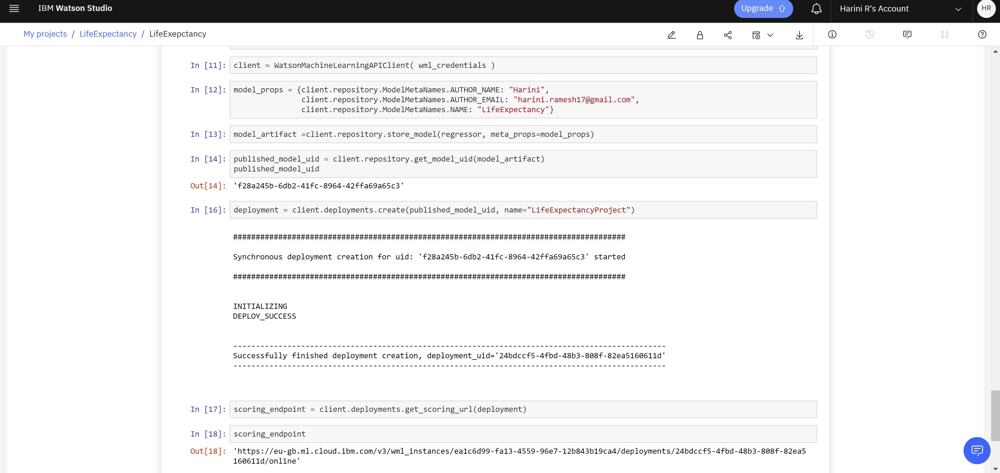 IBM Watson Studio
Upgrade
Harini R's Account
HR
My projects / LifeExpectancy / LifeExepctancy
In [11]: client = WatsonMachineLearningAPIClient( wml_credentials )
In [12]: model_props = {client.repository.ModelMetaNames.AUTHOR_NAME: "Harini",
client.repository.ModelMetaNames.AUTHOR_EMAIL: "harini.ramesh17@gmail.com",
client.repository.ModelMetaNames.NAME: "LifeExpectancy"}
In [13]: model_artifact =client.repository.store_model(regressor, meta_props=model_props)
In [14]: published_model_uid = client.repository.get_model_uid(model_artifact)
published_model_uid
Out[14]: 'f28a245b-6db2-41fc-8964-42ffa69a65c3'
In [16]: deployment = client.deployments.create(published_model_uid, name="LifeExpectancyProject")
#######################################################################################
Synchronous deployment creation for uid: 'f28a245b-6db2-41fc-8964-42ffa69a65c3' started
#######################################################################################
INITIALIZING
DEPLOY_SUCCESS
------------------------------------------------------------------------------------------------
Successfully finished deployment creation, deployment_uid='24bdccf5-4fbd-48b3-808f-82ea5160611d'
------------------------------------------------------------------------------------------------
In [17]: scoring_endpoint = client.deployments.get_scoring_url(deployment)
In [18]: scoring_endpoint
Out[18]: 'https://eu-gb.ml.cloud.ibm.com/v3/wml_instances/ea1c6d99-fa13-4559-96e7-12b843b19ca4/deployments/24bdccf5-4fbd-48b3-808f-82ea5
160611d/online'